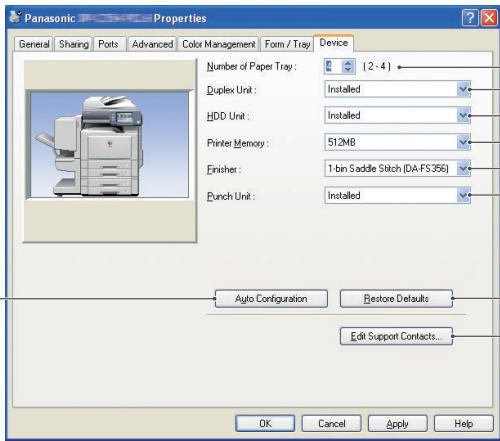 Panasonic Properties
General Sharing Ports Advanced Color Management Form / Tray Device
Number of Paper Tray : 4 ( 2 - 4 )
Duplex Unit : Installed
HDD Unit : Installed
Printer Memory : 512MB
Finisher : 1-bin Saddle Stitch (DA-FS356)
Punch Unit : Installed
Auto Configuration Restore Defaults
Edit Support Contacts...
OK Cancel Apply Help